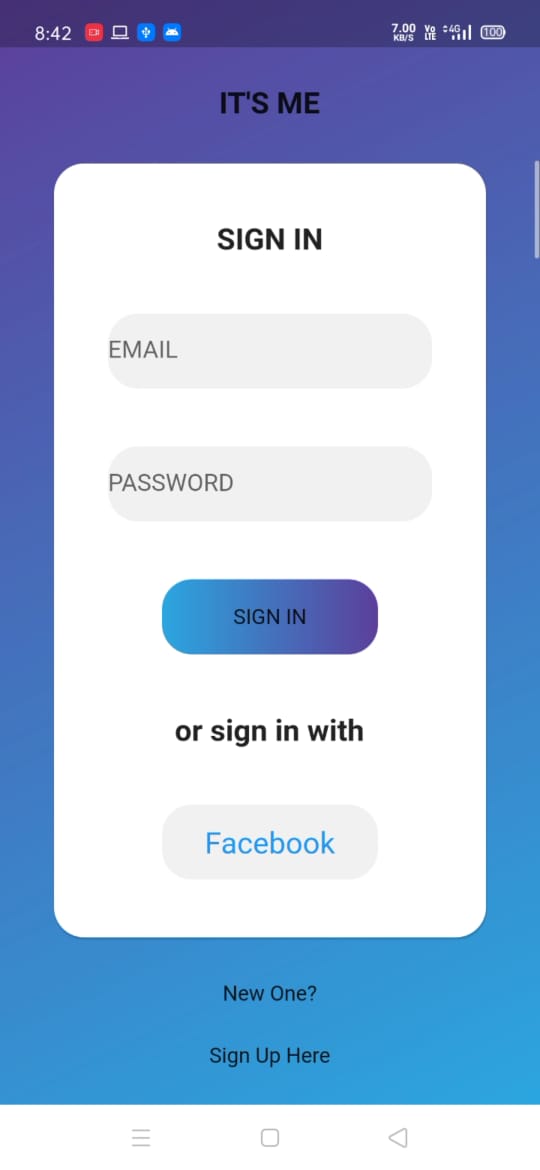 8:42
7.00 KB/S Vo LTE 4G 100
IT'S ME
SIGN IN
EMAIL
PASSWORD
SIGN IN
or sign in with
Facebook
New One?
Sign Up Here